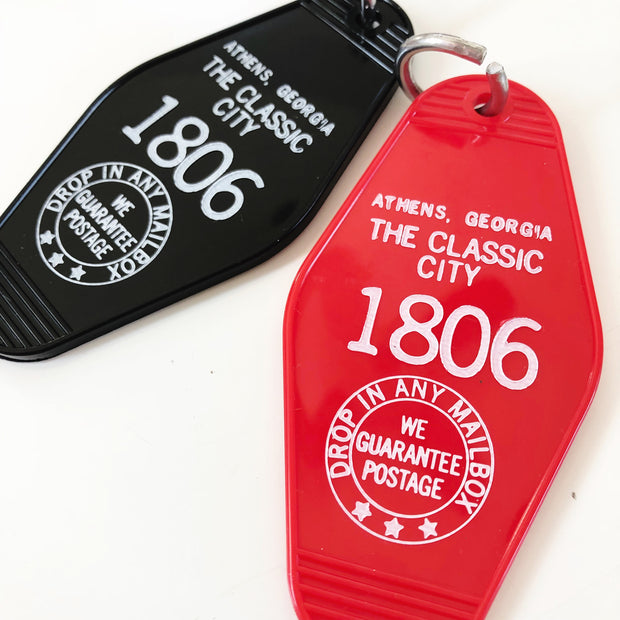 ATHENS, GEORGIA
THE CLASSIC
CITY
1806
DROP IN ANY MAILBOX
WE
GUARANTEE
POSTAGE
ATHENS, GEORGIA
THE CLASSIC
CITY
1806
DROP IN ANY MAILBOX
WE
GUARANTEE
POSTAGE